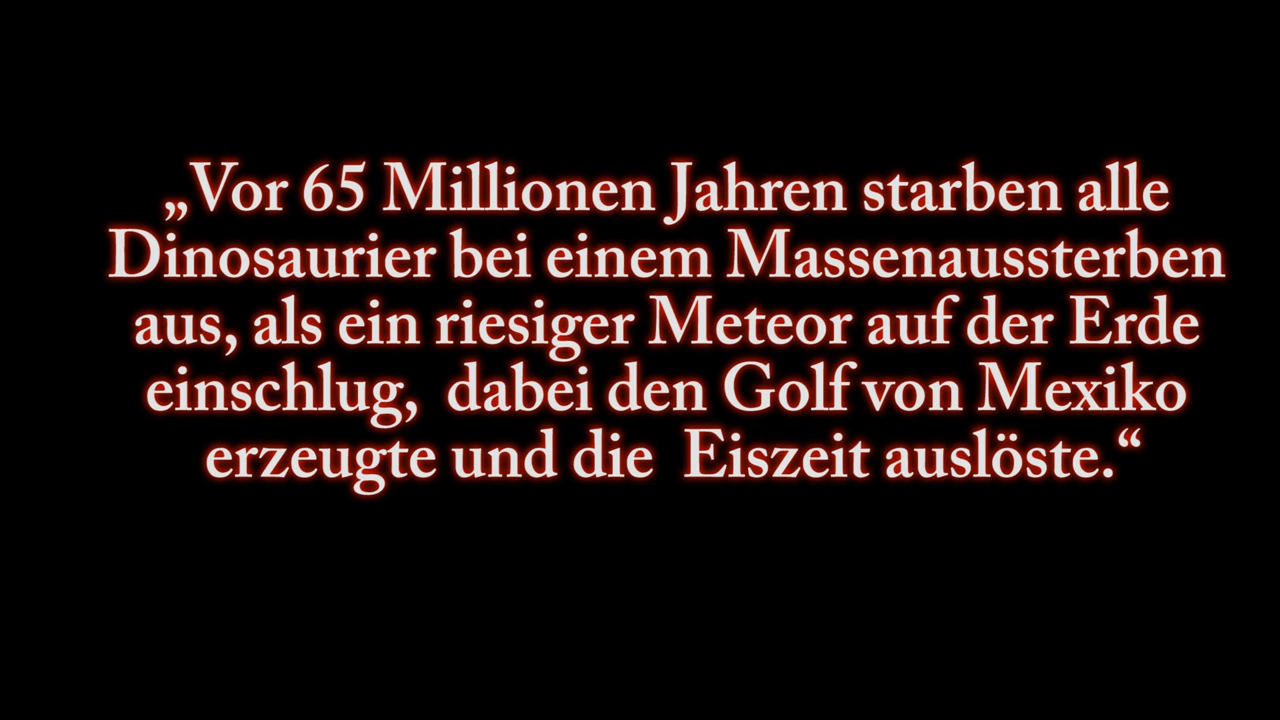 „Vor 65 Millionen Jahren starben alle
Dinosaurier bei einem Massenaussterben
aus, als ein riesiger Meteor auf der Erde
einschlug,  dabei den Golf von Mexiko
erzeugte und die  Eiszeit auslöste.“